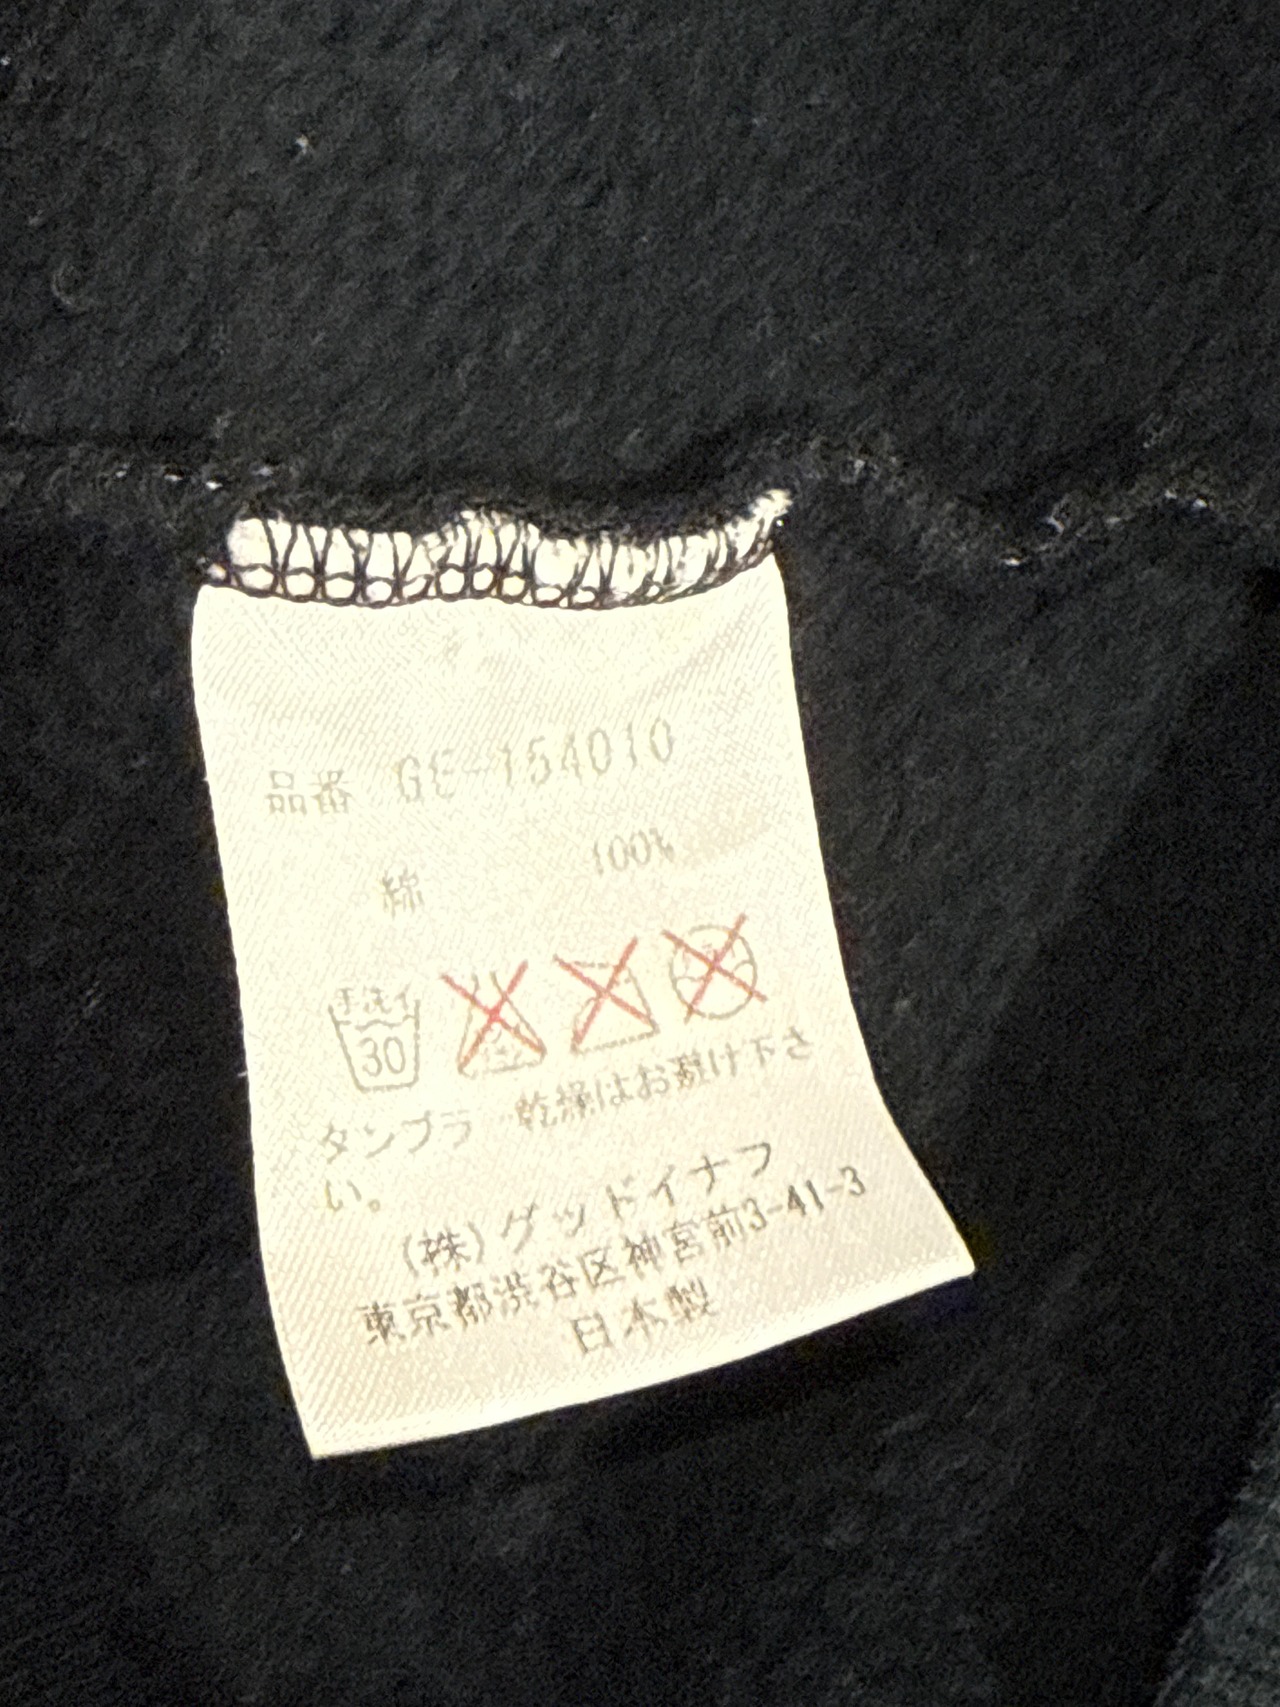 品番 GE-154010
綿 100%
手洗イ
30
タンブラ 乾燥はお避け下さ
い。
(株)グッドイナフ
東京都渋谷区神宮前3-41-3
日本製